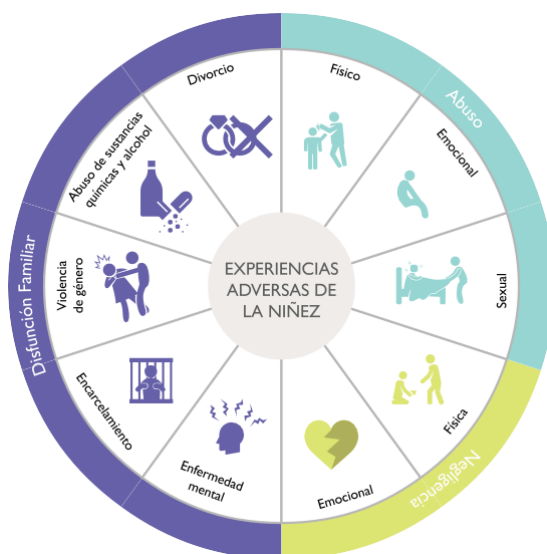 EXPERIENCIAS
ADVERSAS DE
LA NIÑEZ
Abuso
Físico
Emocional
Sexual
Negligencia
Física
Emocional
Disfunción Familiar
Enfermedad
mental
Encarcelamiento
Violencia
de género
Abuso de sustancias
químicas y alcohol
Divorcio